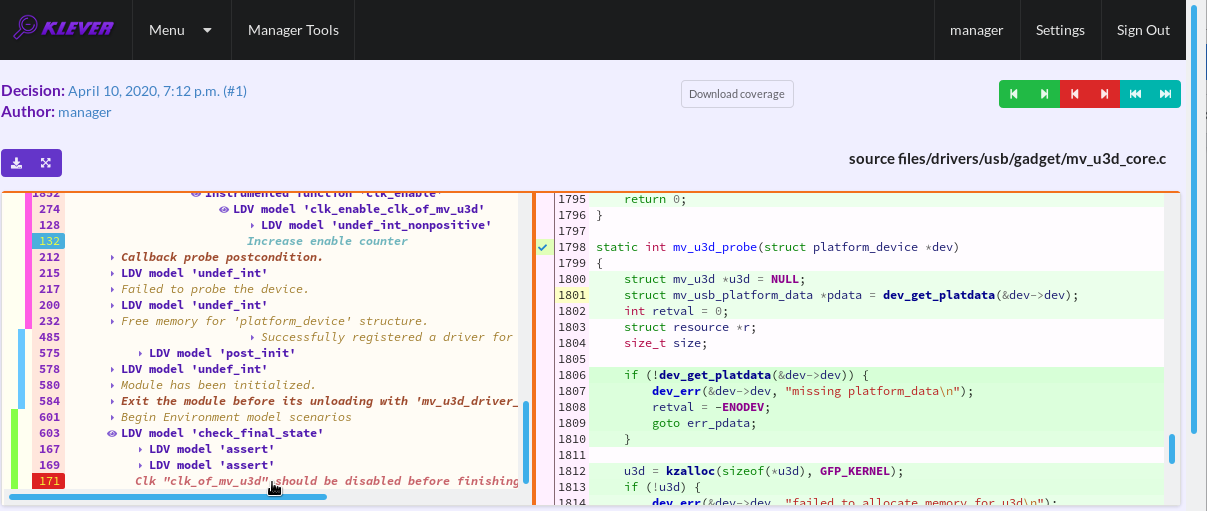 KLEVER Menu Manager Tools manager Settings Sign Out
Decision: April 10, 2020, 7:12 p.m. (#1)
Author: manager
Download coverage
source files/drivers/usb/gadget/mv_u3d_core.c
1852 Instrumented function 'clk_enable'
274 LDV model 'clk_enable_clk_of_mv_u3d'
128 LDV model 'undef_int_nonpositive'
132 Increase enable counter
212 Callback probe postcondition.
215 LDV model 'undef_int'
217 Failed to probe the device.
200 LDV model 'undef_int'
232 Free memory for 'platform_device' structure.
485 Successfully registered a driver for
575 LDV model 'post_init'
578 LDV model 'undef_int'
580 Module has been initialized.
584 Exit the module before its unloading with 'mv_u3d_driver_
601 Begin Environment model scenarios
603 LDV model 'check_final_state'
167 LDV model 'assert'
169 LDV model 'assert'
171 Clk "clk_of_mv_u3d" should be disabled before finishing
1795 return 0;
1796 }
1797
1798 static int mv_u3d_probe(struct platform_device *dev)
1799 {
1800 struct mv_u3d *u3d = NULL;
1801 struct mv_usb_platform_data *pdata = dev_get_platdata(&dev->dev);
1802 int retval = 0;
1803 struct resource *r;
1804 size_t size;
1805
1806 if (!dev_get_platdata(&dev->dev)) {
1807 dev_err(&dev->dev, "missing platform_data\n");
1808 retval = -ENODEV;
1809 goto err_pdata;
1810 }
1811
1812 u3d = kzalloc(sizeof(*u3d), GFP_KERNEL);
1813 if (!u3d) {
1814 dev_err(&dev->dev, "failed to allocate memory for u3d\n");